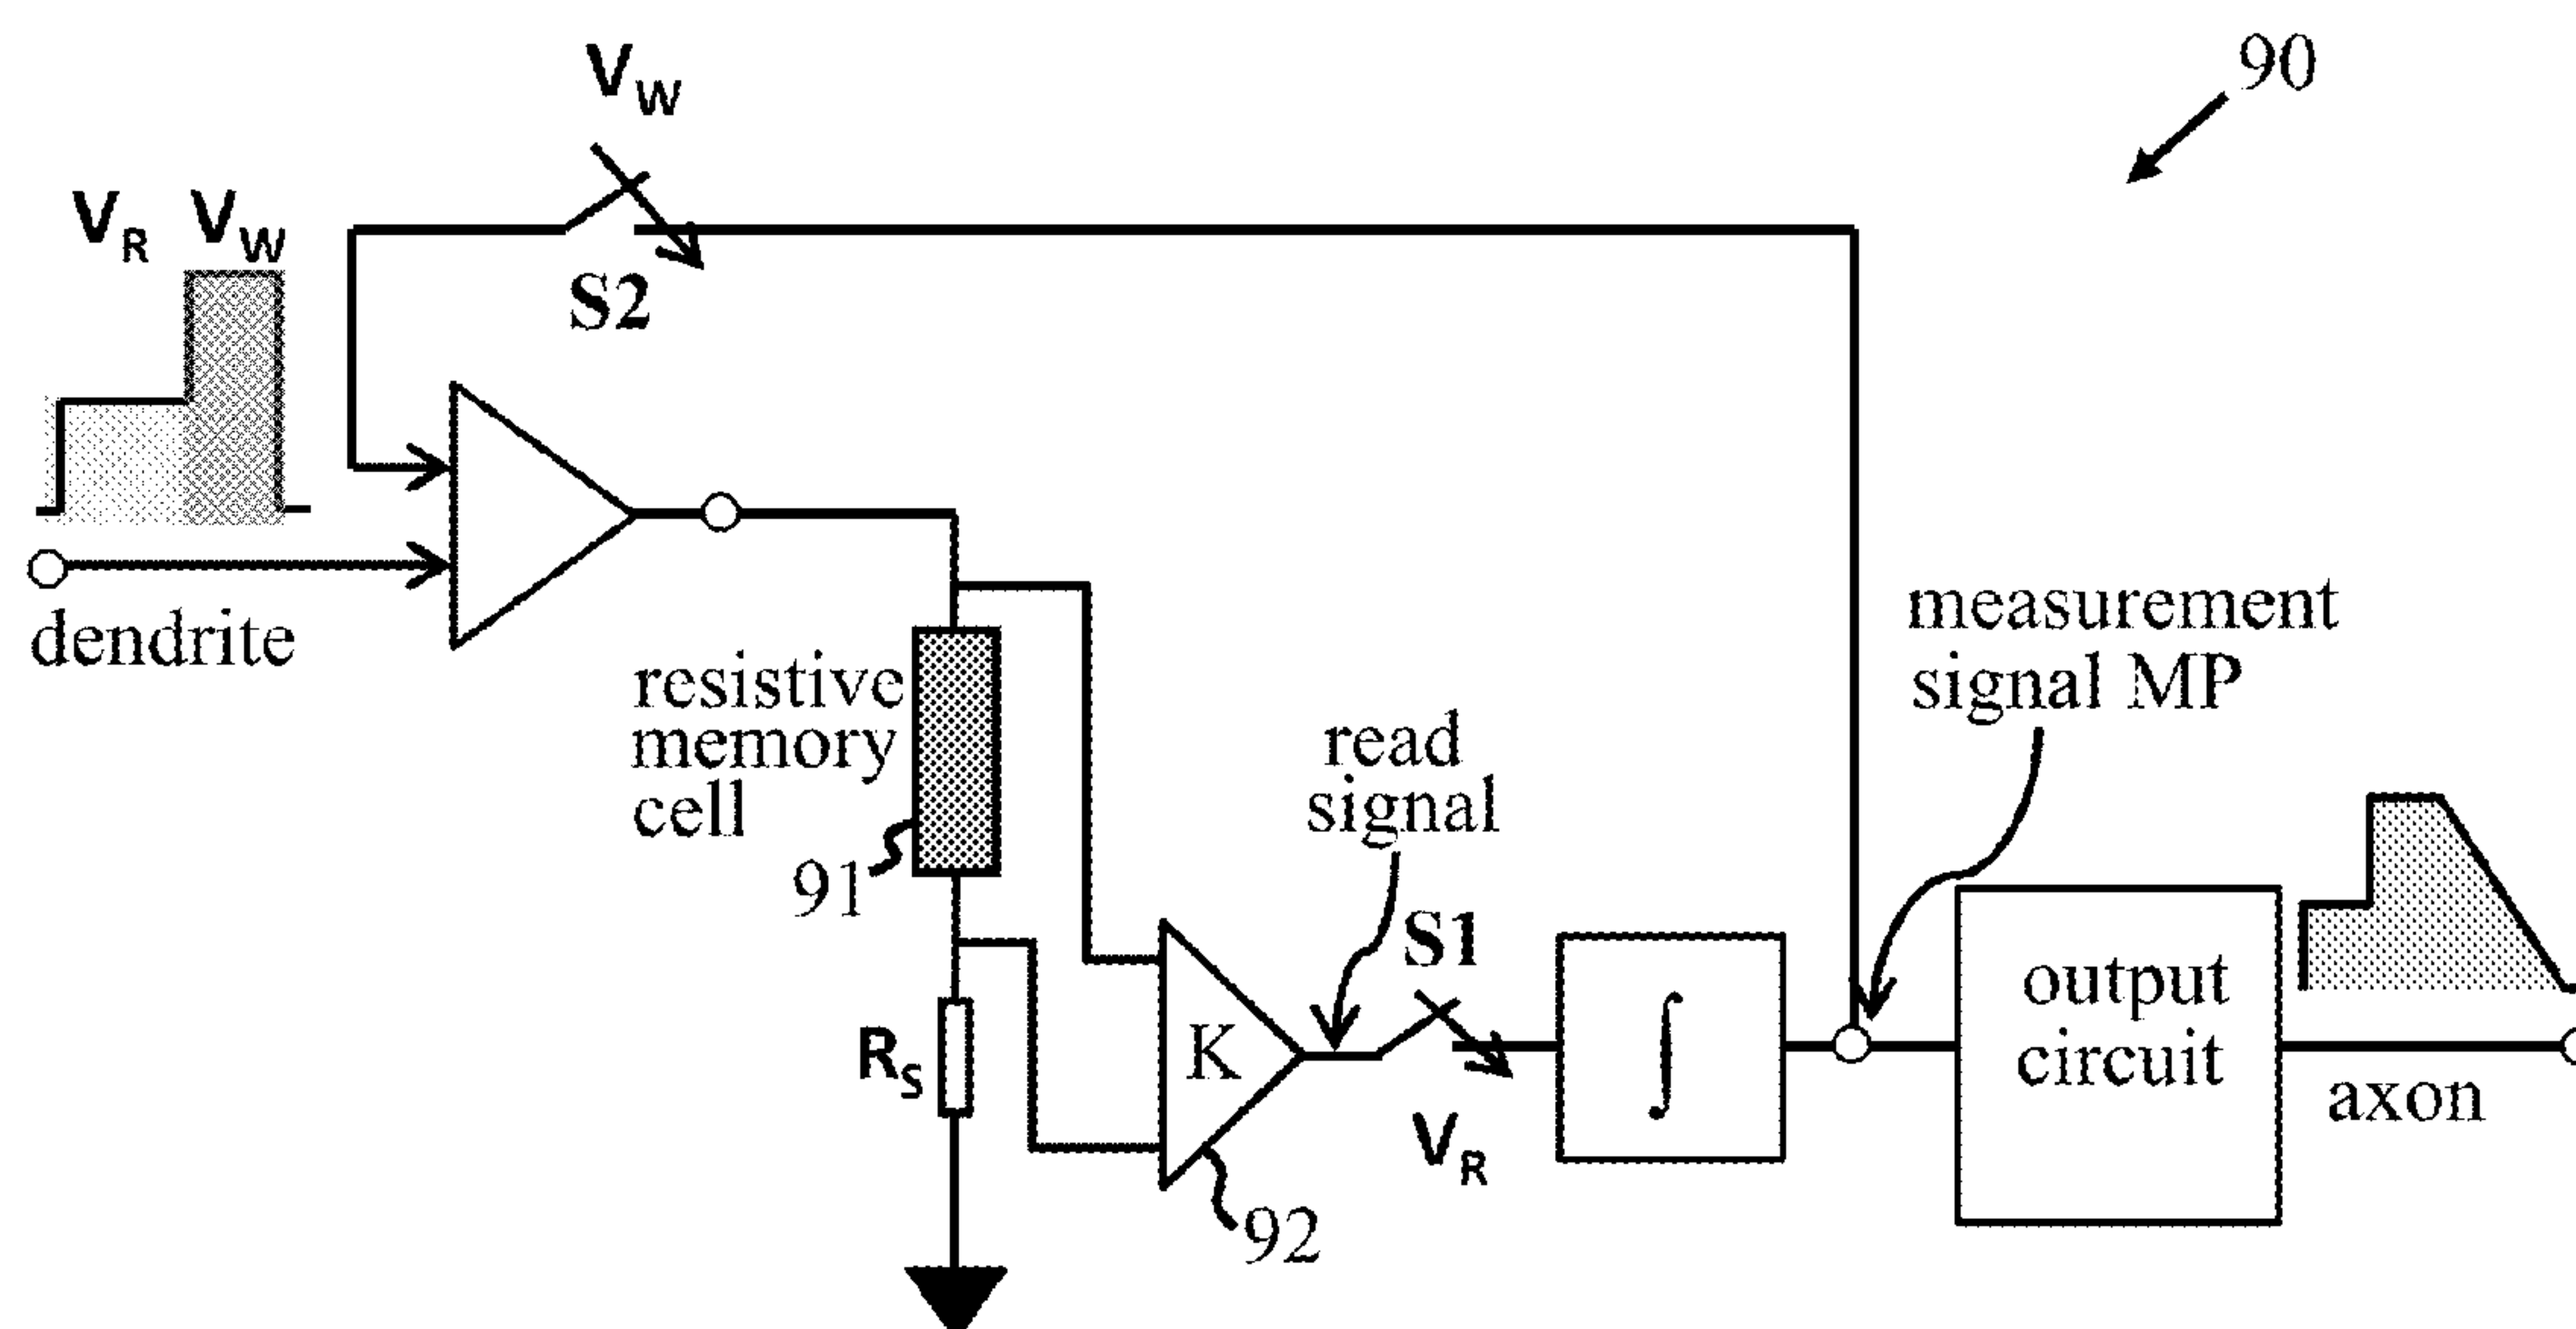 90
V_W
V_R V_W
S2
dendrite
resistive
memory
cell
91
R_S
K
92
read
signal
S1
V_R
∫
measurement
signal MP
output
circuit
axon